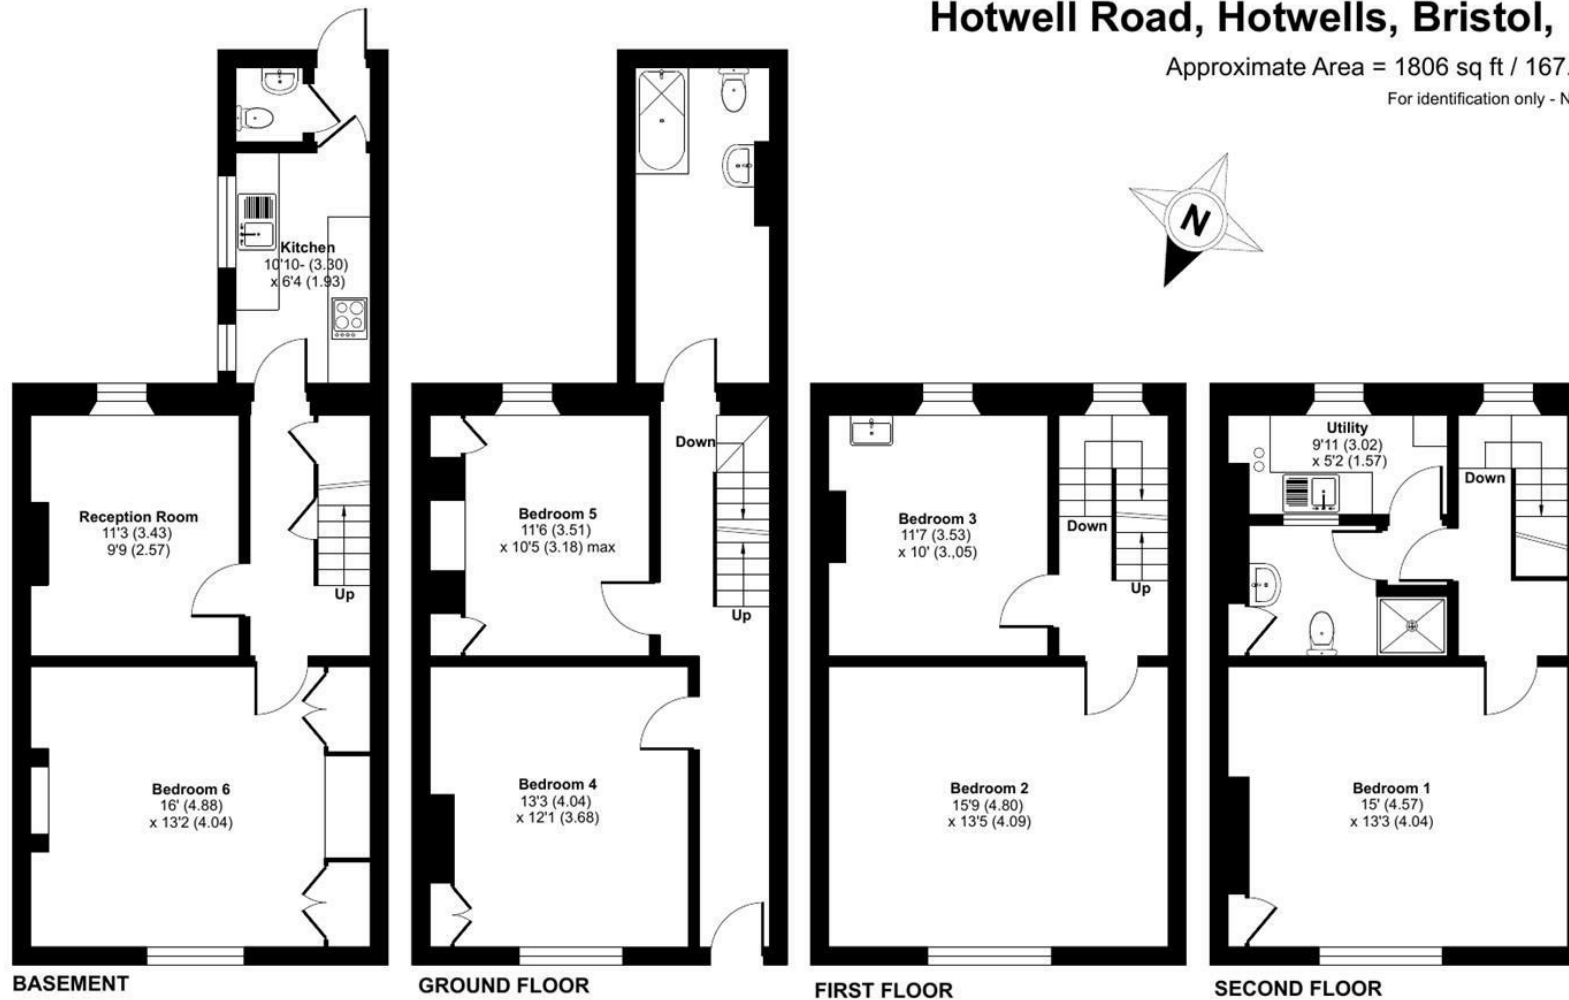 Hotwell Road, Hotwells, Bristol,
Approximate Area = 1806 sq ft / 167.
For identification only - N
N
Kitchen
10'10- (3.30)
x 6'4 (1.93)
Reception Room
11'3 (3.43)
9'9 (2.57)
Up
Bedroom 6
16' (4.88)
x 13'2 (4.04)
BASEMENT
Down
Bedroom 5
11'6 (3.51)
x 10'5 (3.18) max
Up
Bedroom 4
13'3 (4.04)
x 12'1 (3.68)
GROUND FLOOR
Bedroom 3
11'7 (3.53)
x 10' (3.,05)
Down
Up
Bedroom 2
15'9 (4.80)
x 13'5 (4.09)
FIRST FLOOR
Utility
9'11 (3.02)
x 5'2 (1.57)
Down
Bedroom 1
15' (4.57)
x 13'3 (4.04)
SECOND FLOOR